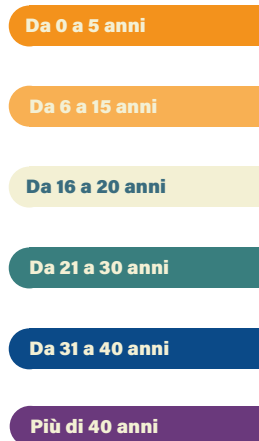 Da 0 a 5 anni
Da 6 a 15 anni
Da 16 a 20 anni
Da 21 a 30 anni
Da 31 a 40 anni
Più di 40 anni